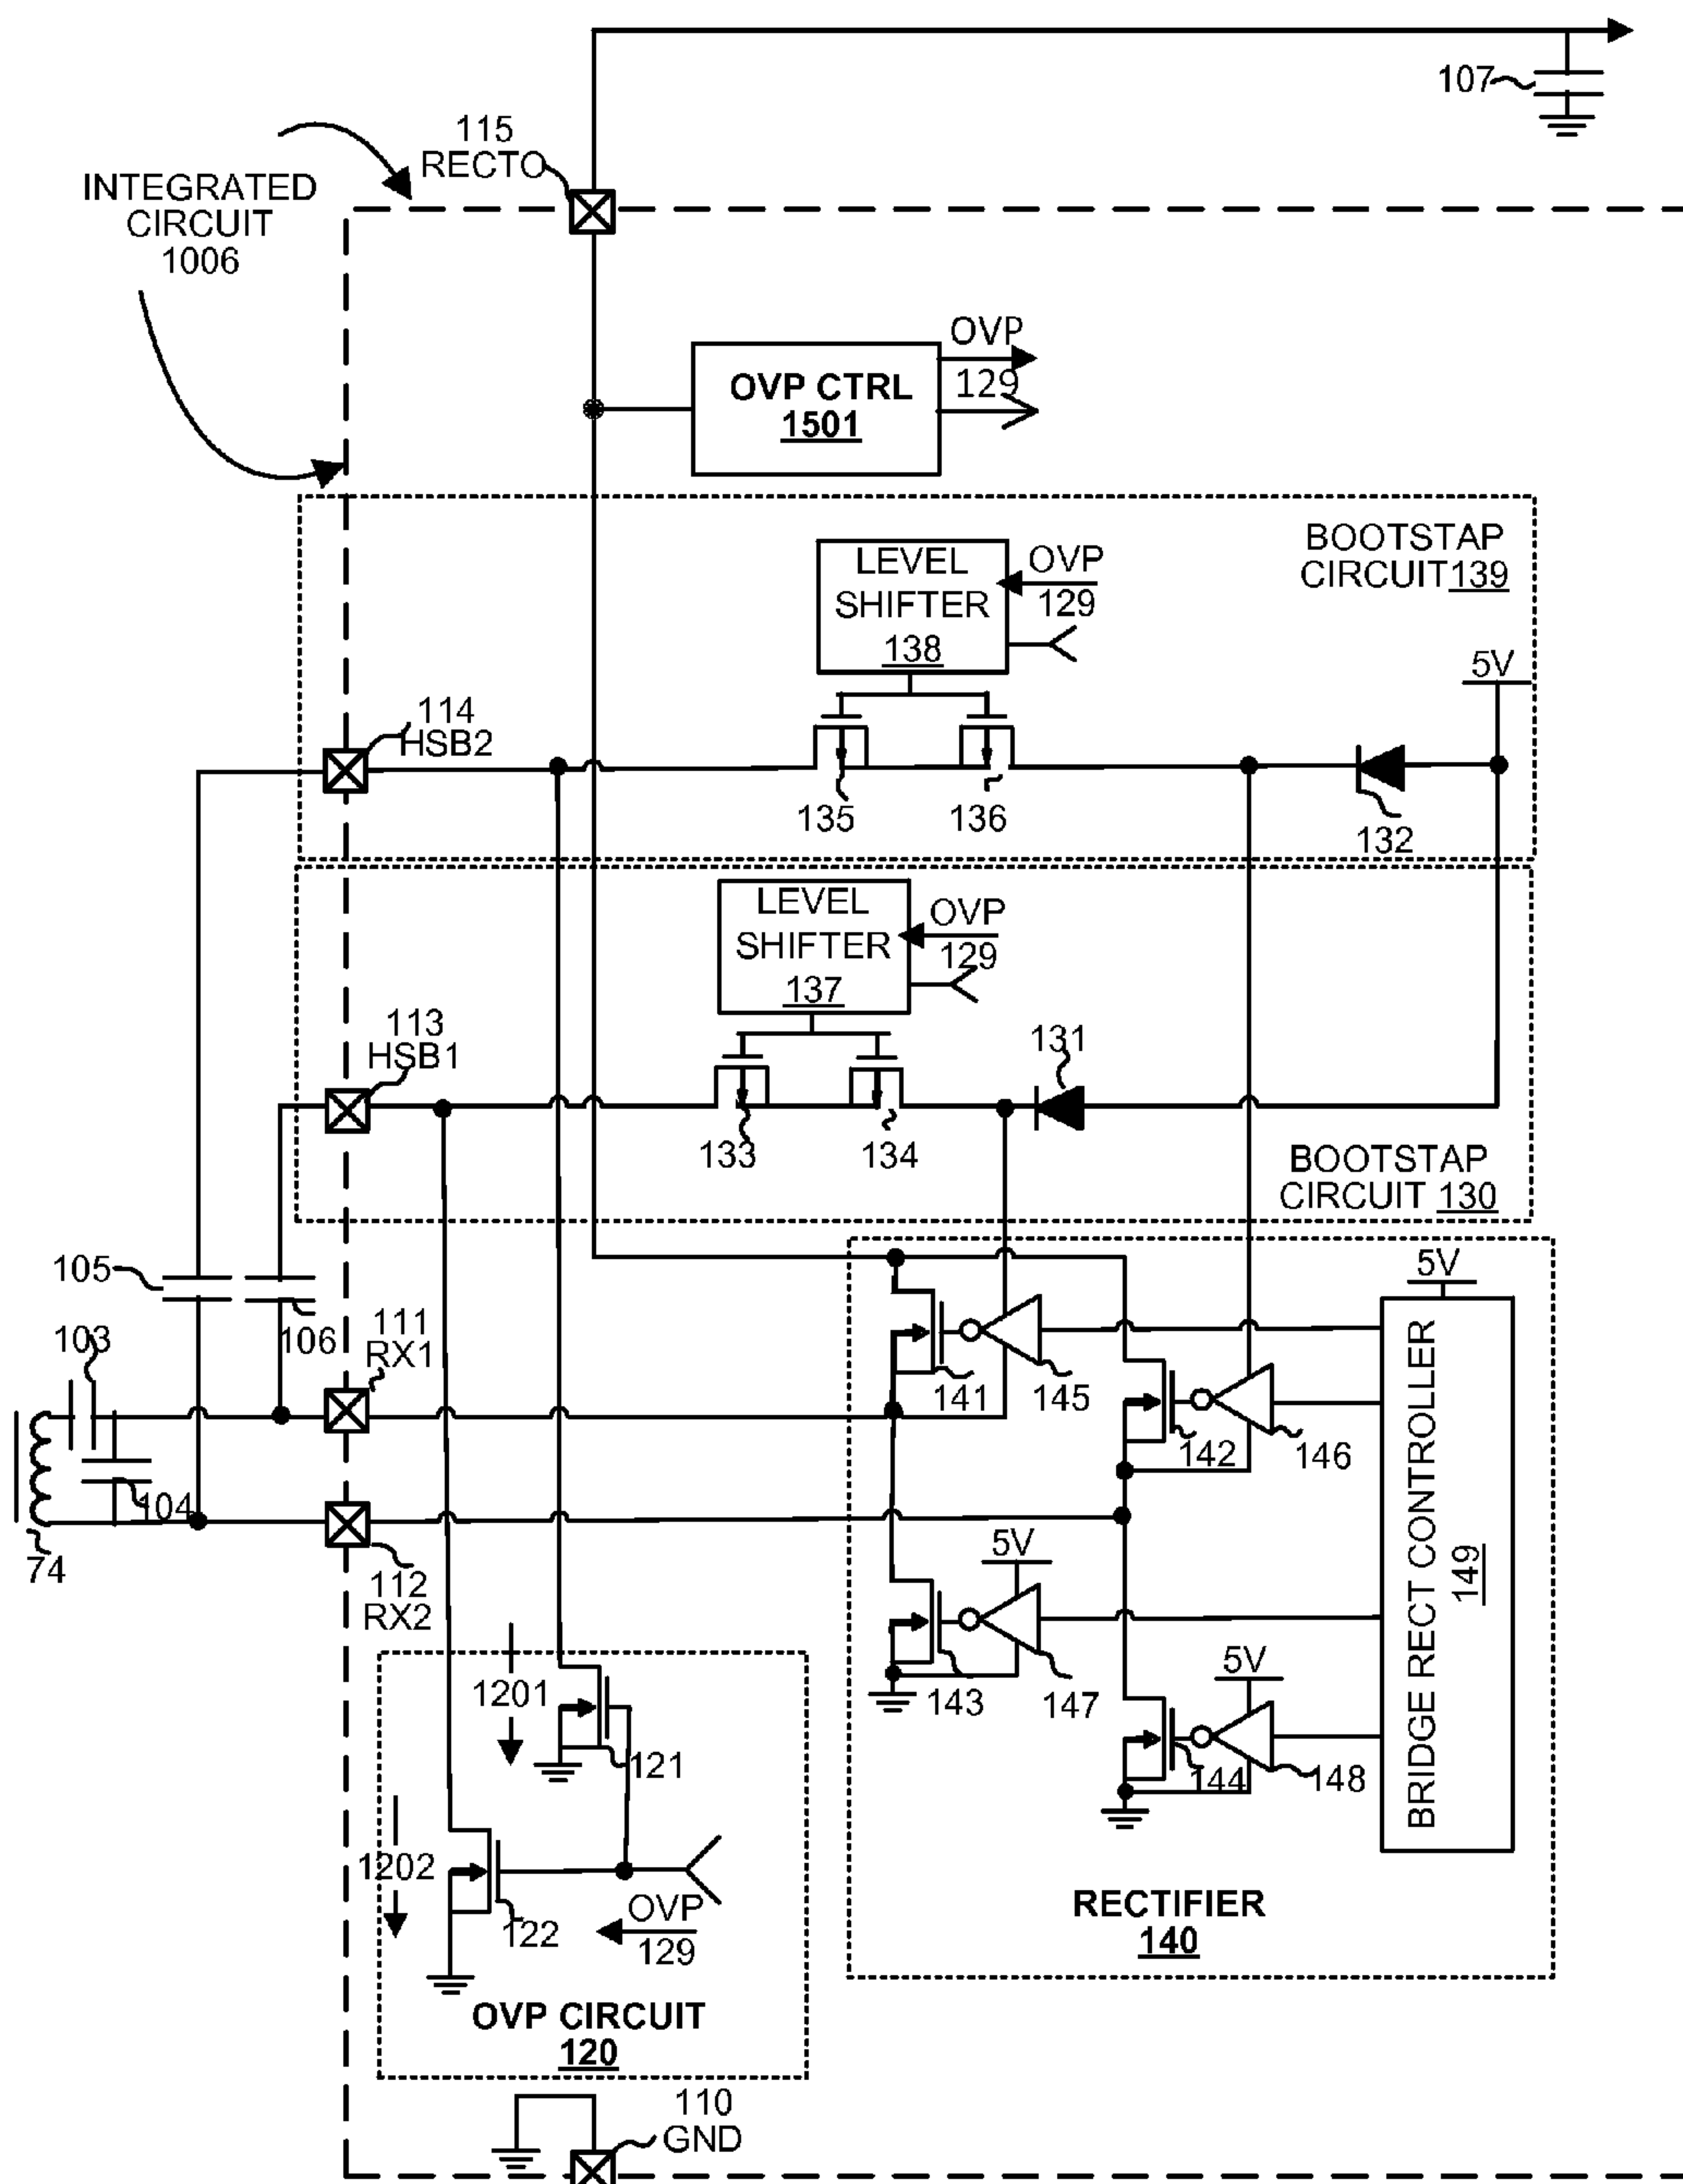 107
115
RECTO
INTEGRATED
CIRCUIT
1006
OVP
129
OVP CTRL
1501
BOOTSTAP
CIRCUIT139
LEVEL
SHIFTER
138
OVP
129
5V
114
HSB2
135
136
132
LEVEL
SHIFTER
137
OVP
129
113
HSB1
131
133
134
BOOTSTAP
CIRCUIT 130
105
106
103
111
RX1
104
74
112
RX2
5V
141
145
142
146
5V
143
147
5V
144
148
BRIDGE RECT CONTROLLER
149
1201
121
1202
122
OVP
129
RECTIFIER
140
OVP CIRCUIT
120
110
GND